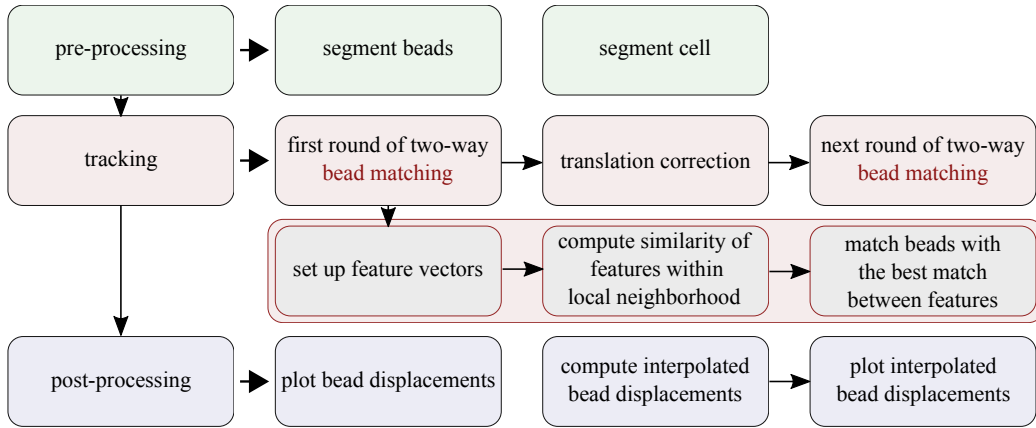 pre-processing
segment beads
segment cell
tracking
first round of two-way
bead matching
translation correction
next round of two-way
bead matching
set up feature vectors
compute similarity of
features within
local neighborhood
match beads with
the best match
between features
post-processing
plot bead displacements
compute interpolated
bead displacements
plot interpolated
bead displacements